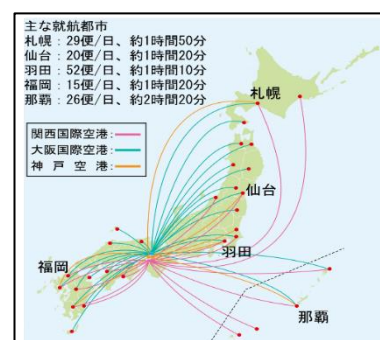 主な就航都市
札幌：29便/日、約1時間50分
仙台：20便/日、約1時間20分
羽田：52便/日、約1時間10分
福岡：15便/日、約1時間20分
那覇：26便/日、約2時間20分
関西国際空港：
大阪国際空港：
神戸空港：
札幌
仙台
羽田
福岡
那覇